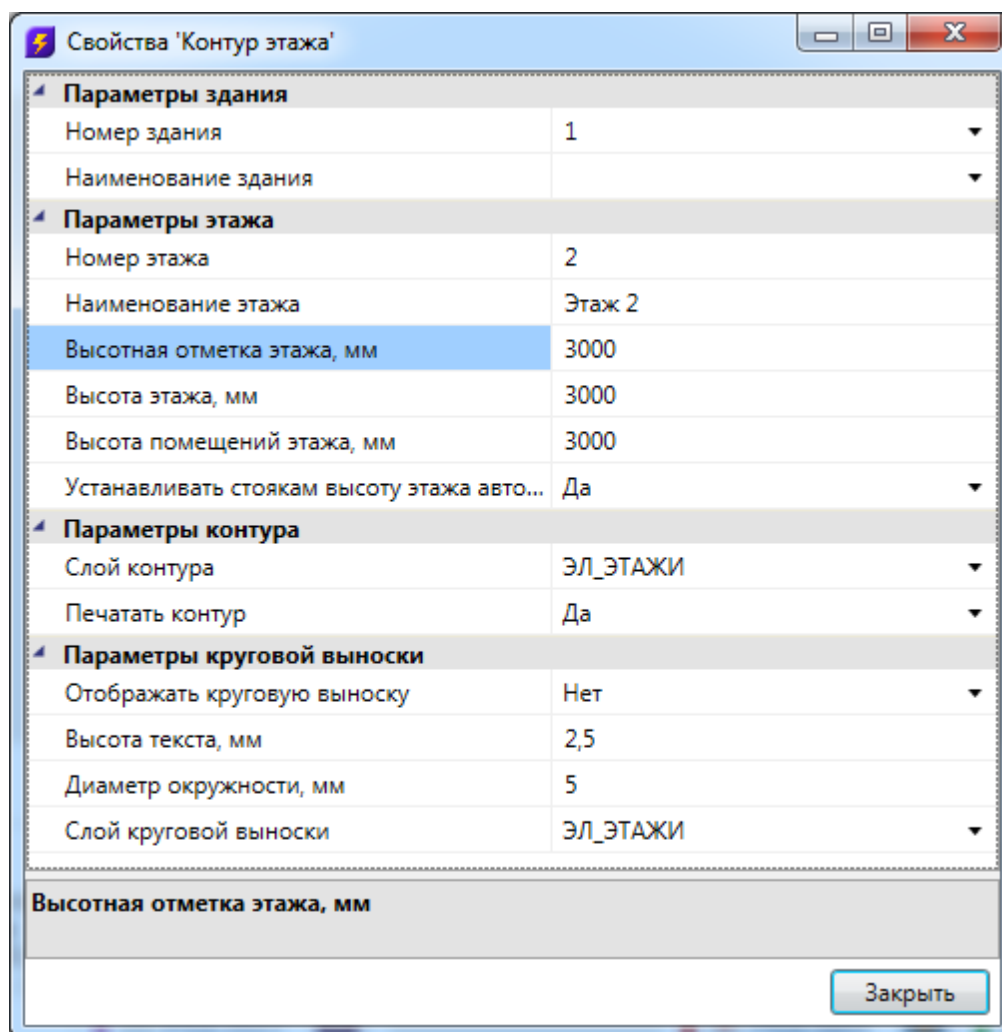 Свойства 'Контур этажа'
Параметры здания
Номер здания 1
Наименование здания
Параметры этажа
Номер этажа 2
Наименование этажа Этаж 2
Высотная отметка этажа, мм 3000
Высота этажа, мм 3000
Высота помещений этажа, мм 3000
Устанавливать стоякам высоту этажа авто... Да
Параметры контура
Слой контура ЭЛ_ЭТАЖИ
Печатать контур Да
Параметры круговой выноски
Отображать круговую выноску Нет
Высота текста, мм 2,5
Диаметр окружности, мм 5
Слой круговой выноски ЭЛ_ЭТАЖИ
Высотная отметка этажа, мм
Закрыть